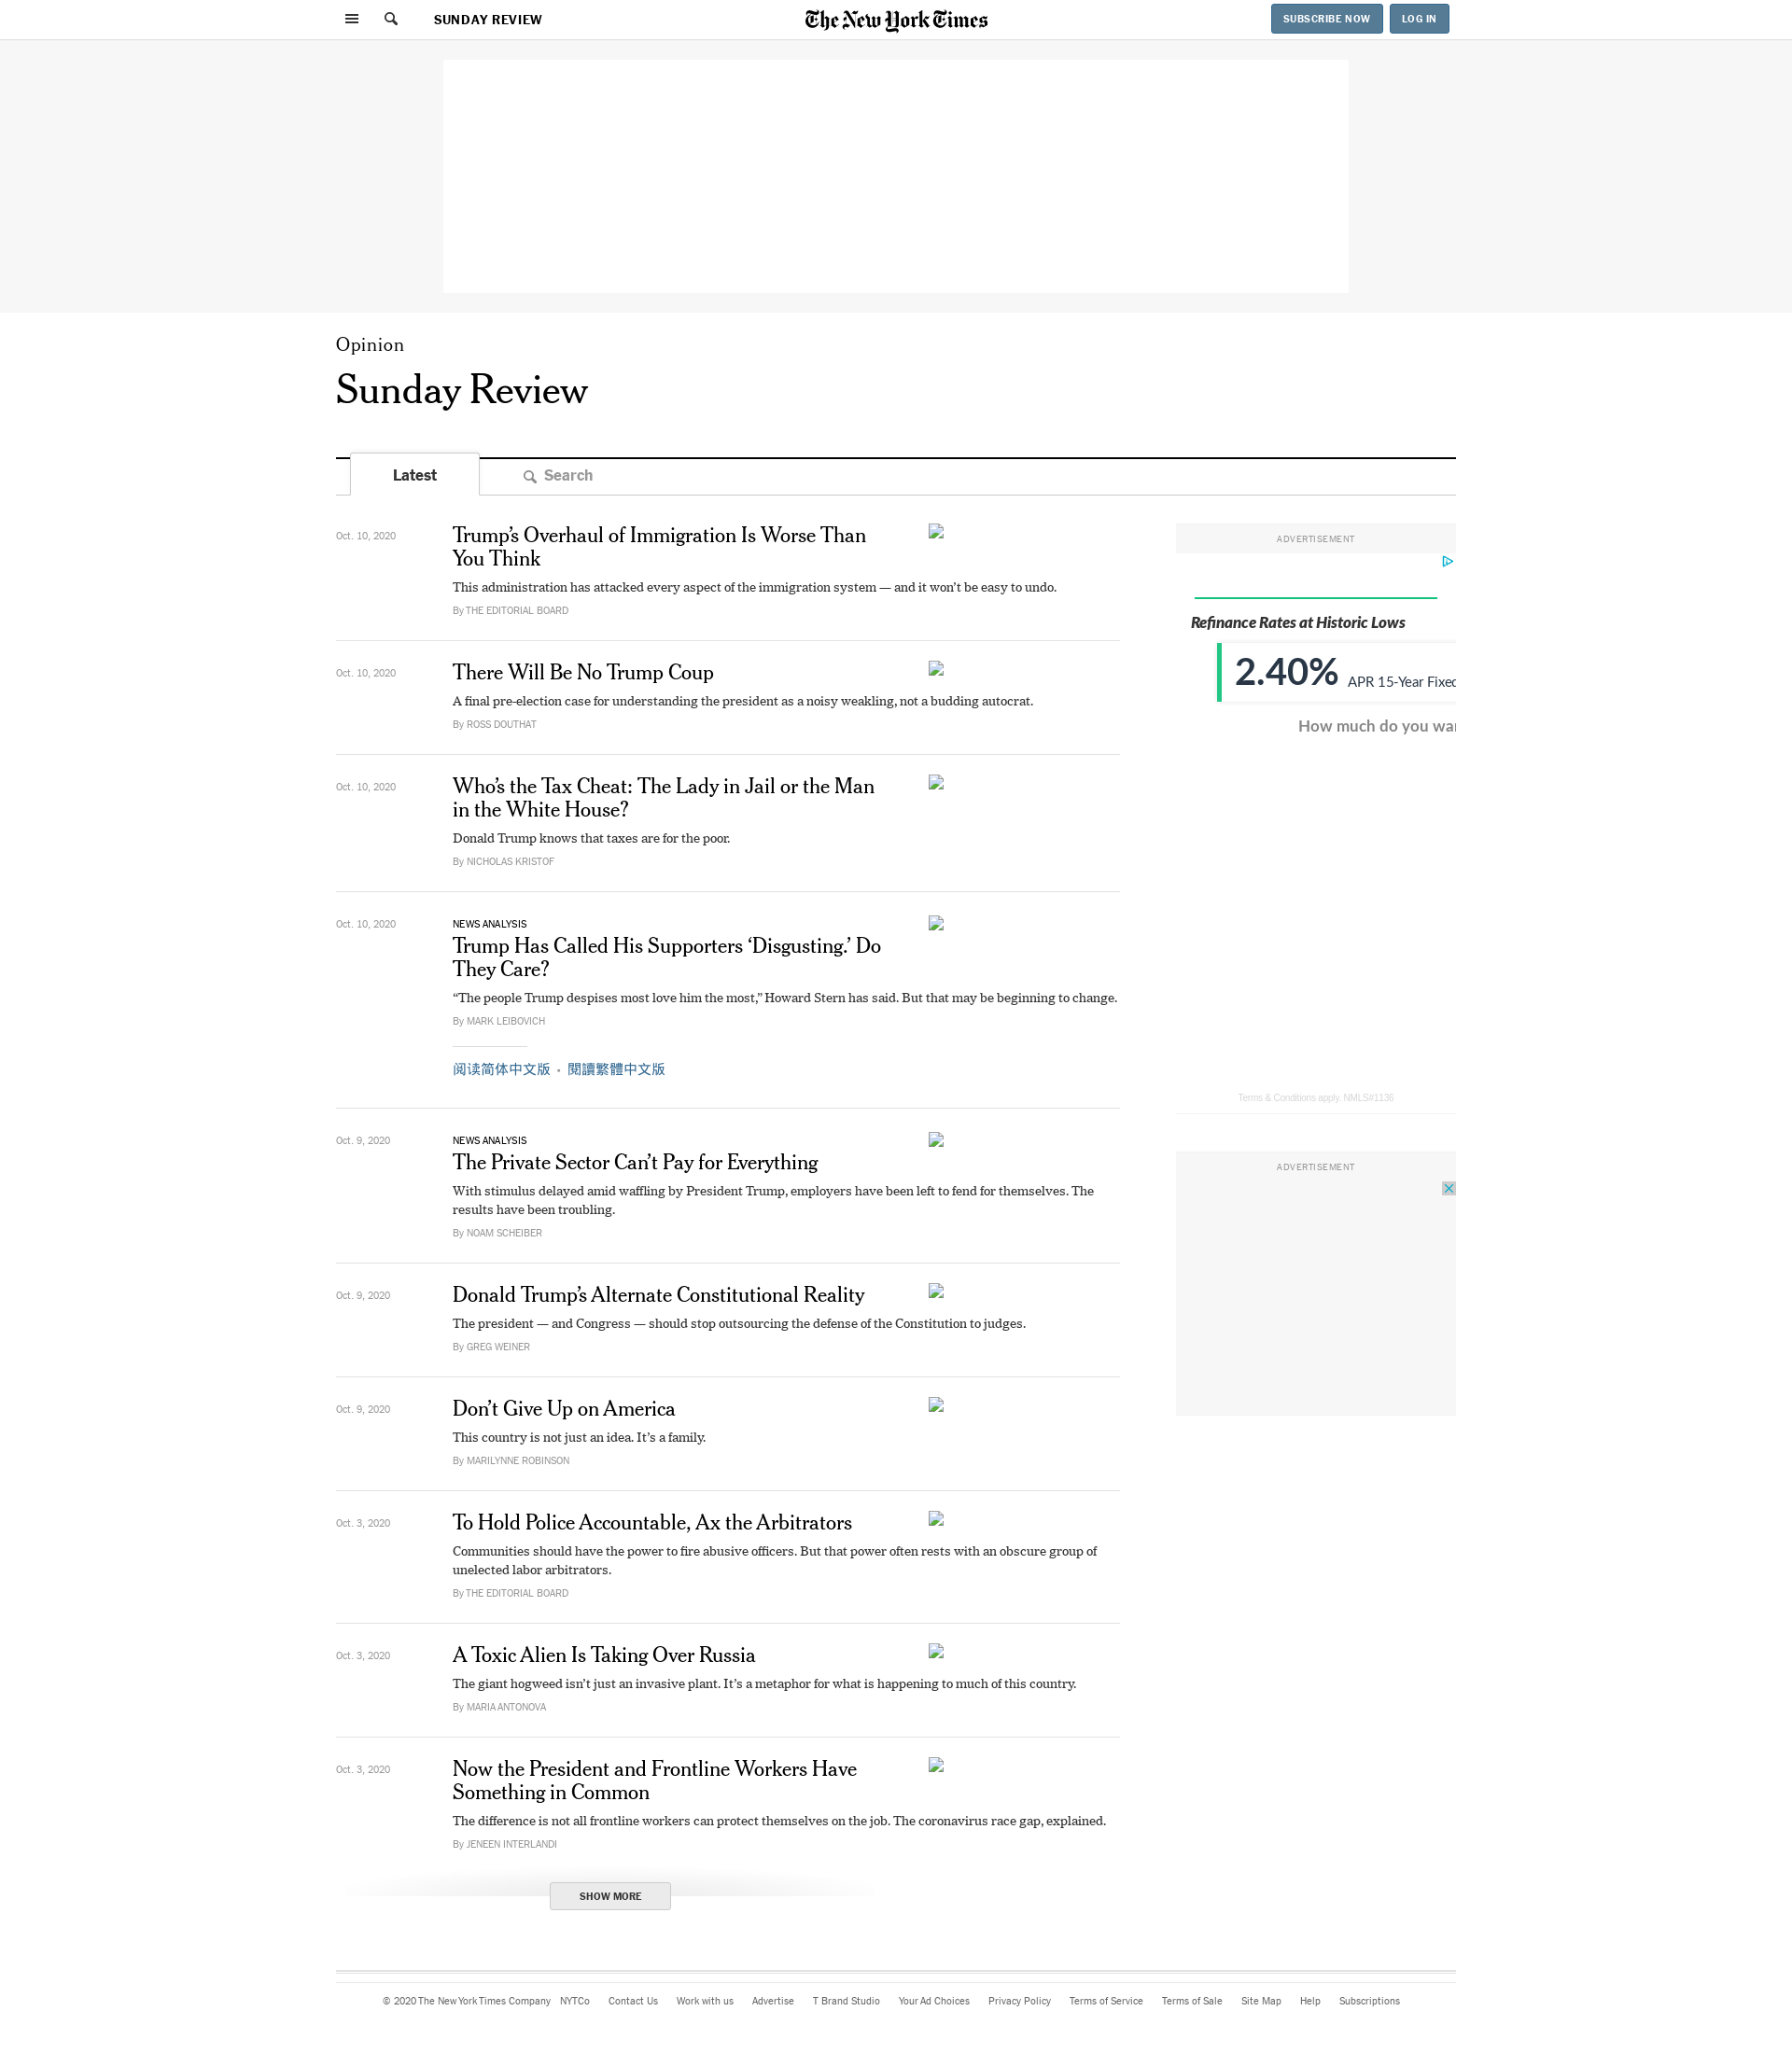 SUNDAY REVIEW
The New York Times
SUBSCRIBE NOW
LOG IN
Opinion
Sunday Review
Latest
Search
Oct. 10, 2020
Trump’s Overhaul of Immigration Is Worse Than
You Think
This administration has attacked every aspect of the immigration system — and it won’t be easy to undo.
By THE EDITORIAL BOARD
Oct. 10, 2020
There Will Be No Trump Coup
A final pre-election case for understanding the president as a noisy weakling, not a budding autocrat.
By ROSS DOUTHAT
Oct. 10, 2020
Who’s the Tax Cheat: The Lady in Jail or the Man
in the White House?
Donald Trump knows that taxes are for the poor.
By NICHOLAS KRISTOF
Oct. 10, 2020
NEWS ANALYSIS
Trump Has Called His Supporters ‘Disgusting.’ Do
They Care?
“The people Trump despises most love him the most,” Howard Stern has said. But that may be beginning to change.
By MARK LEIBOVICH
阅读简体中文版 • 閱讀繁體中文版
Oct. 9, 2020
NEWS ANALYSIS
The Private Sector Can’t Pay for Everything
With stimulus delayed amid waffling by President Trump, employers have been left to fend for themselves. The
results have been troubling.
By NOAM SCHEIBER
Oct. 9, 2020
Donald Trump’s Alternate Constitutional Reality
The president — and Congress — should stop outsourcing the defense of the Constitution to judges.
By GREG WEINER
Oct. 9, 2020
Don’t Give Up on America
This country is not just an idea. It’s a family.
By MARILYNNE ROBINSON
Oct. 3, 2020
To Hold Police Accountable, Ax the Arbitrators
Communities should have the power to fire abusive officers. But that power often rests with an obscure group of
unelected labor arbitrators.
By THE EDITORIAL BOARD
Oct. 3, 2020
A Toxic Alien Is Taking Over Russia
The giant hogweed isn’t just an invasive plant. It’s a metaphor for what is happening to much of this country.
By MARIA ANTONOVA
Oct. 3, 2020
Now the President and Frontline Workers Have
Something in Common
The difference is not all frontline workers can protect themselves on the job. The coronavirus race gap, explained.
By JENEEN INTERLANDI
SHOW MORE
ADVERTISEMENT
Refinance Rates at Historic Lows
2.40% APR 15-Year Fixed
How much do you
Terms & Conditions apply. NMLS#1136
ADVERTISEMENT
© 2020 The New York Times Company NYTCo Contact Us Work with us Advertise T Brand Studio Your Ad Choices Privacy Policy Terms of Service Terms of Sale Site Map Help Subscriptions